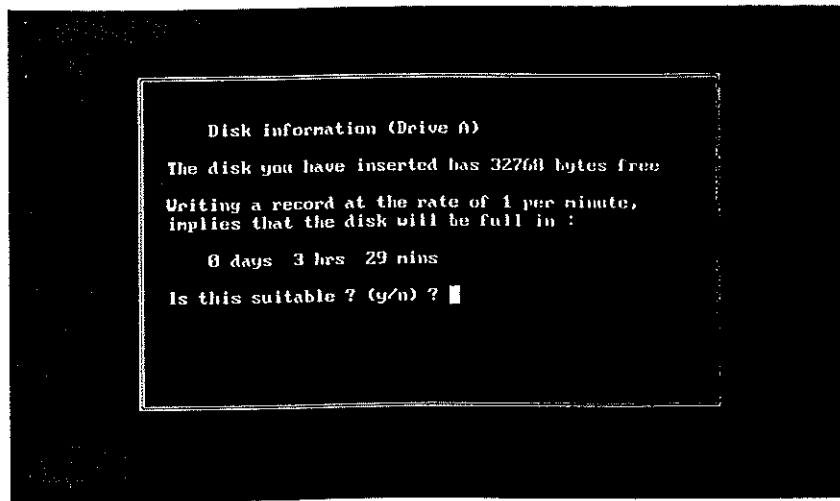 Disk information (Drive A)
The disk you have inserted has 32768 bytes free
Writing a record at the rate of 1 per minute,
implies that the disk will be full in :
0 days 3 hrs 29 mins
Is this suitable ? (y/n) ?